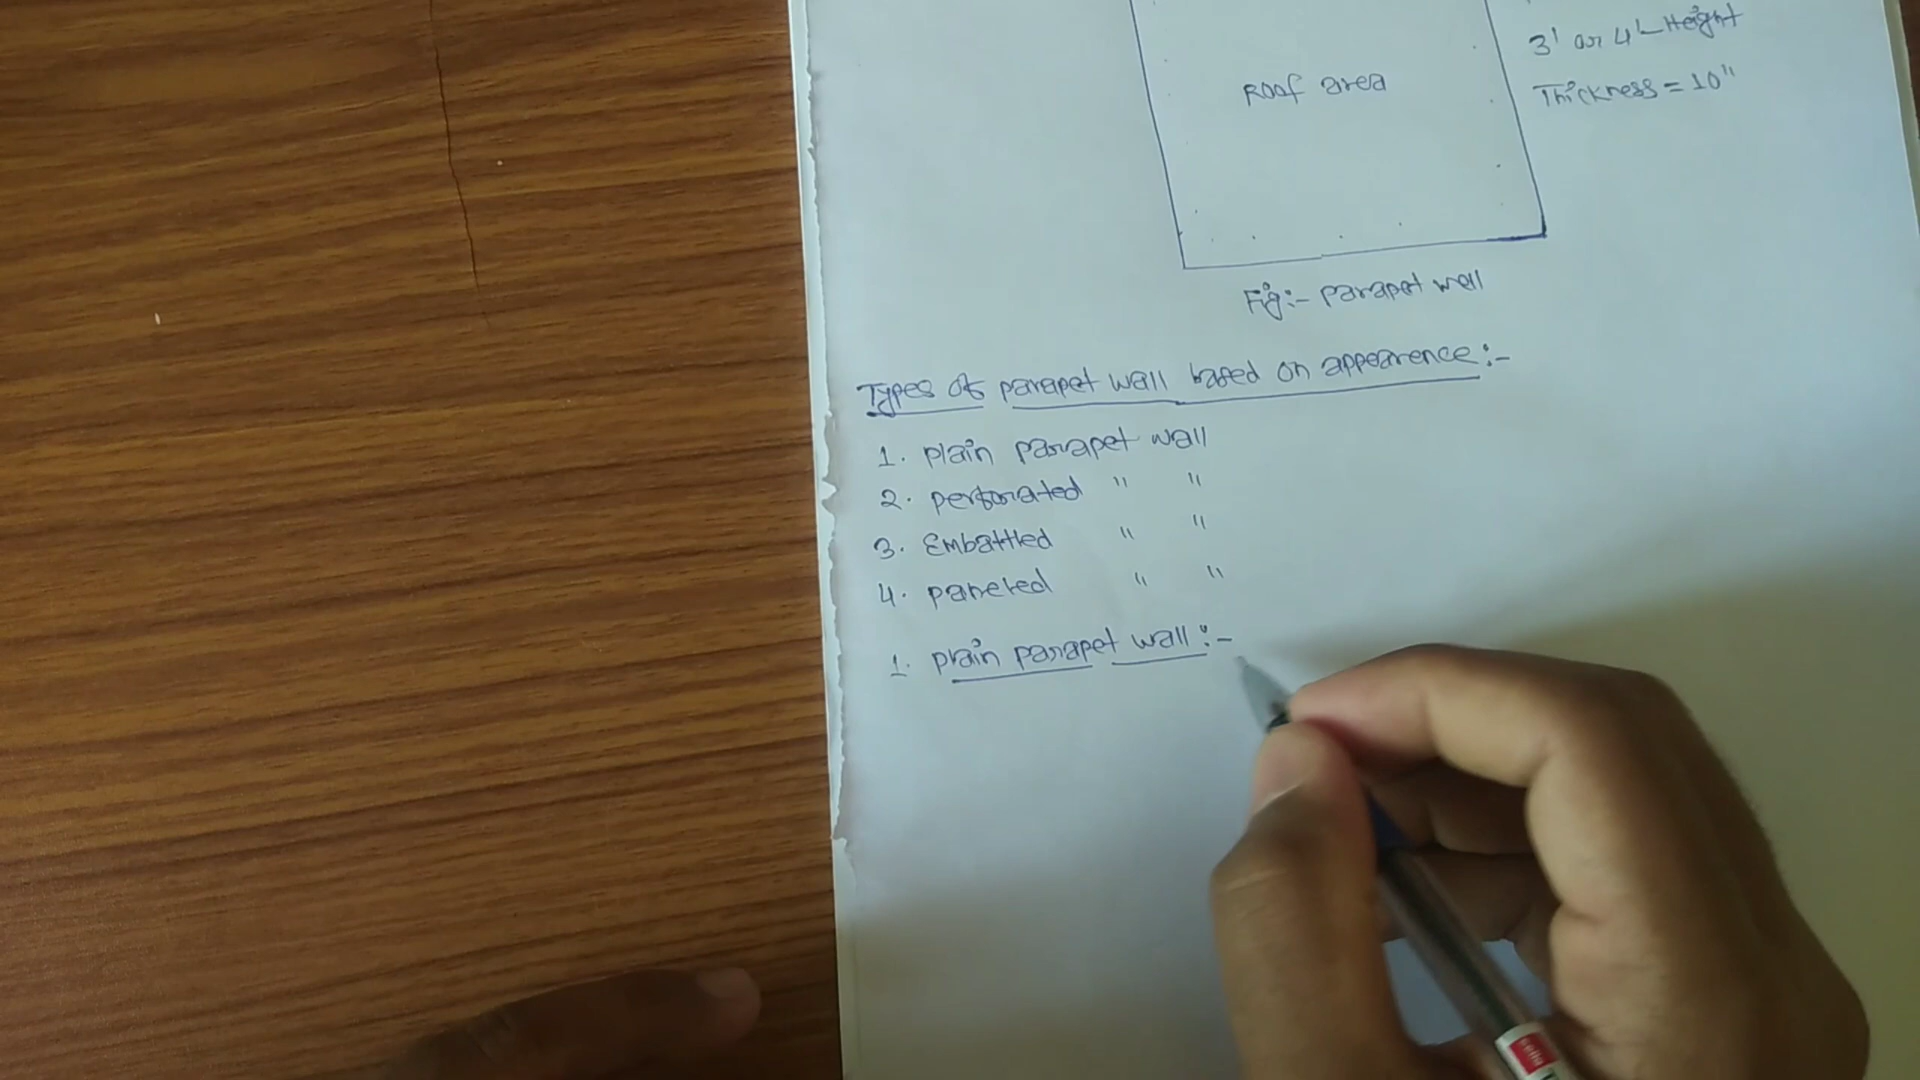 3' or 4' Height
Thickness = 10"
Roof area
Fig:- Parapet wall
Types of parapet wall based on appearence:-
1. Plain parapet wall
2. perforated " "
3. Embattled " "
4. paneled " "
1. Plain parapet wall:-
cello